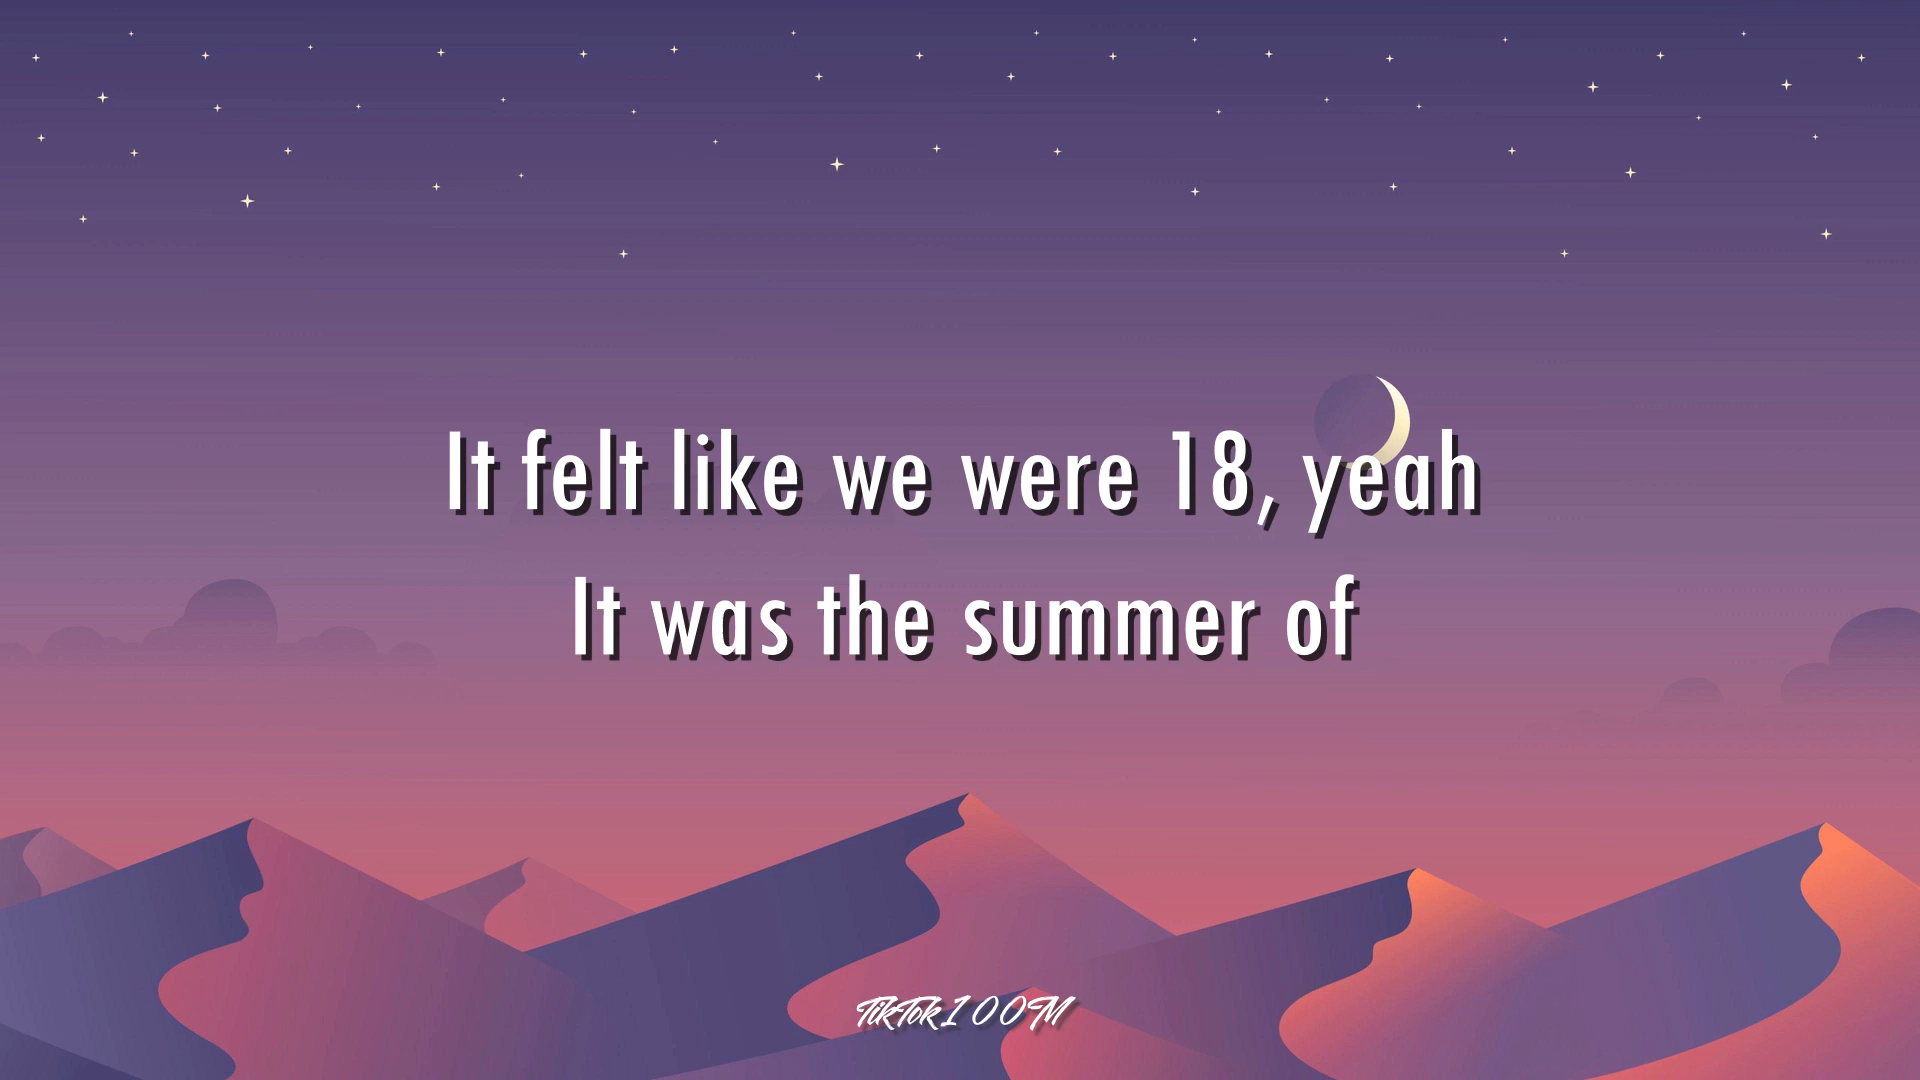 It felt like we were 18, yeah
It was the summer of
TikTok100M